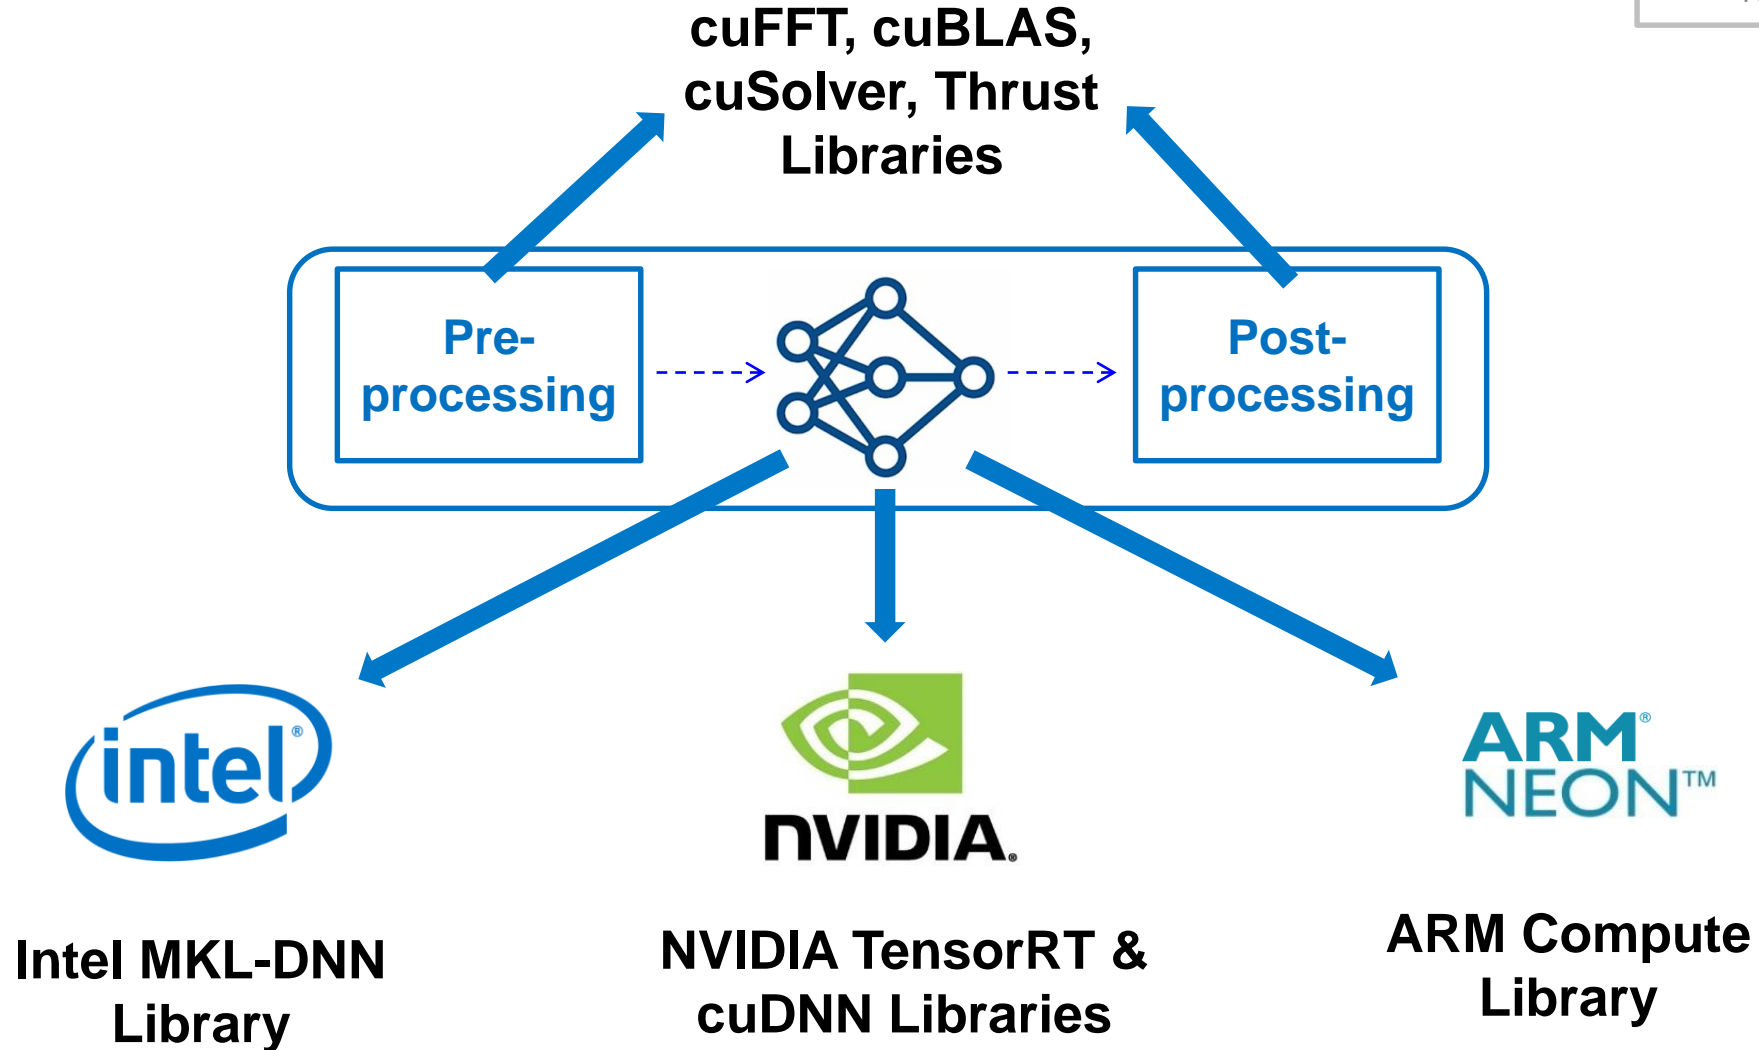 cuFFT, cuBLAS,
cuSolver, Thrust
Libraries
Pre-
processing
Post-
processing
intel®
NVIDIA®
ARM®
NEON™
Intel MKL-DNN
Library
NVIDIA TensorRT &
cuDNN Libraries
ARM Compute
Library